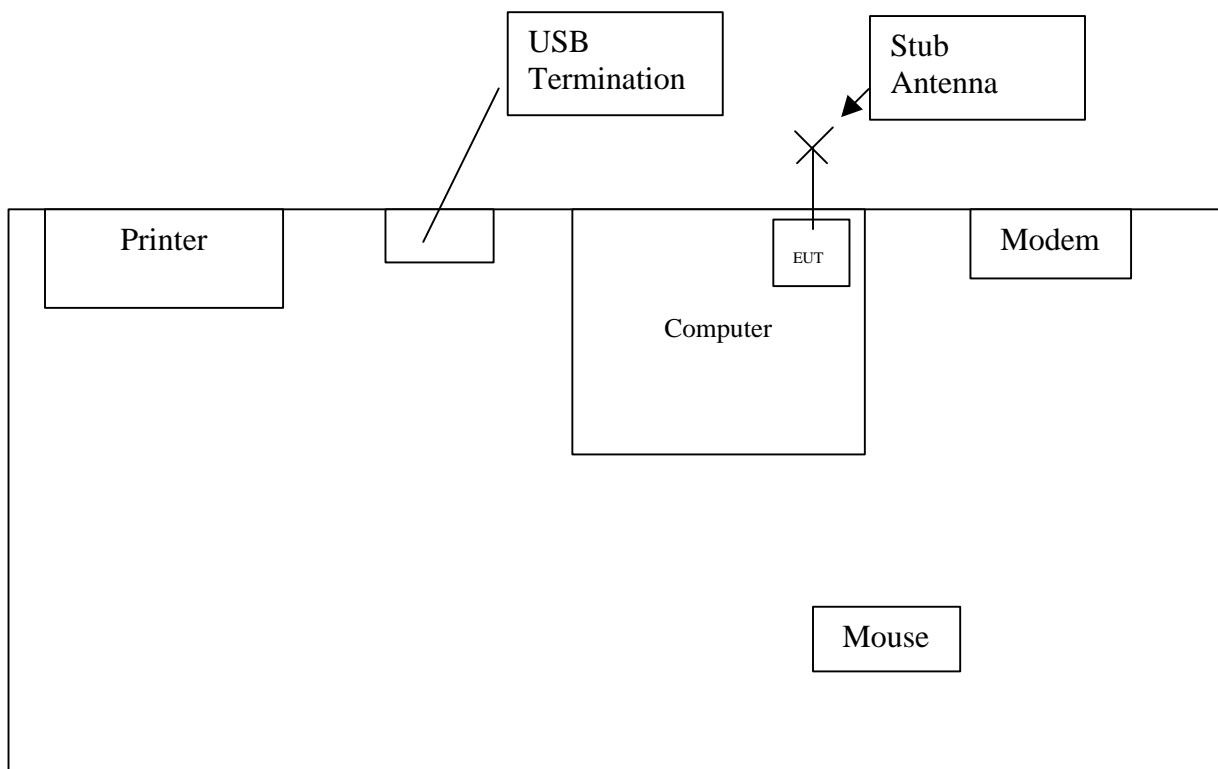 USB
Termination
Stub
Antenna
Printer
EUT
Modem
Computer
Mouse